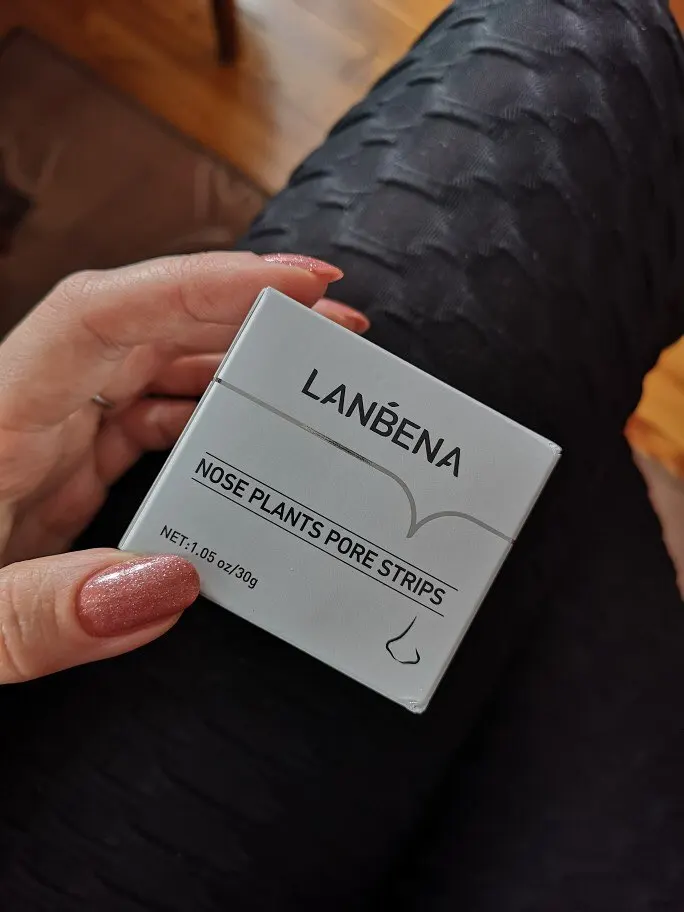 LANBENA
NOSE PLANTS PORE STRIPS
NET:1.05 oz/30g